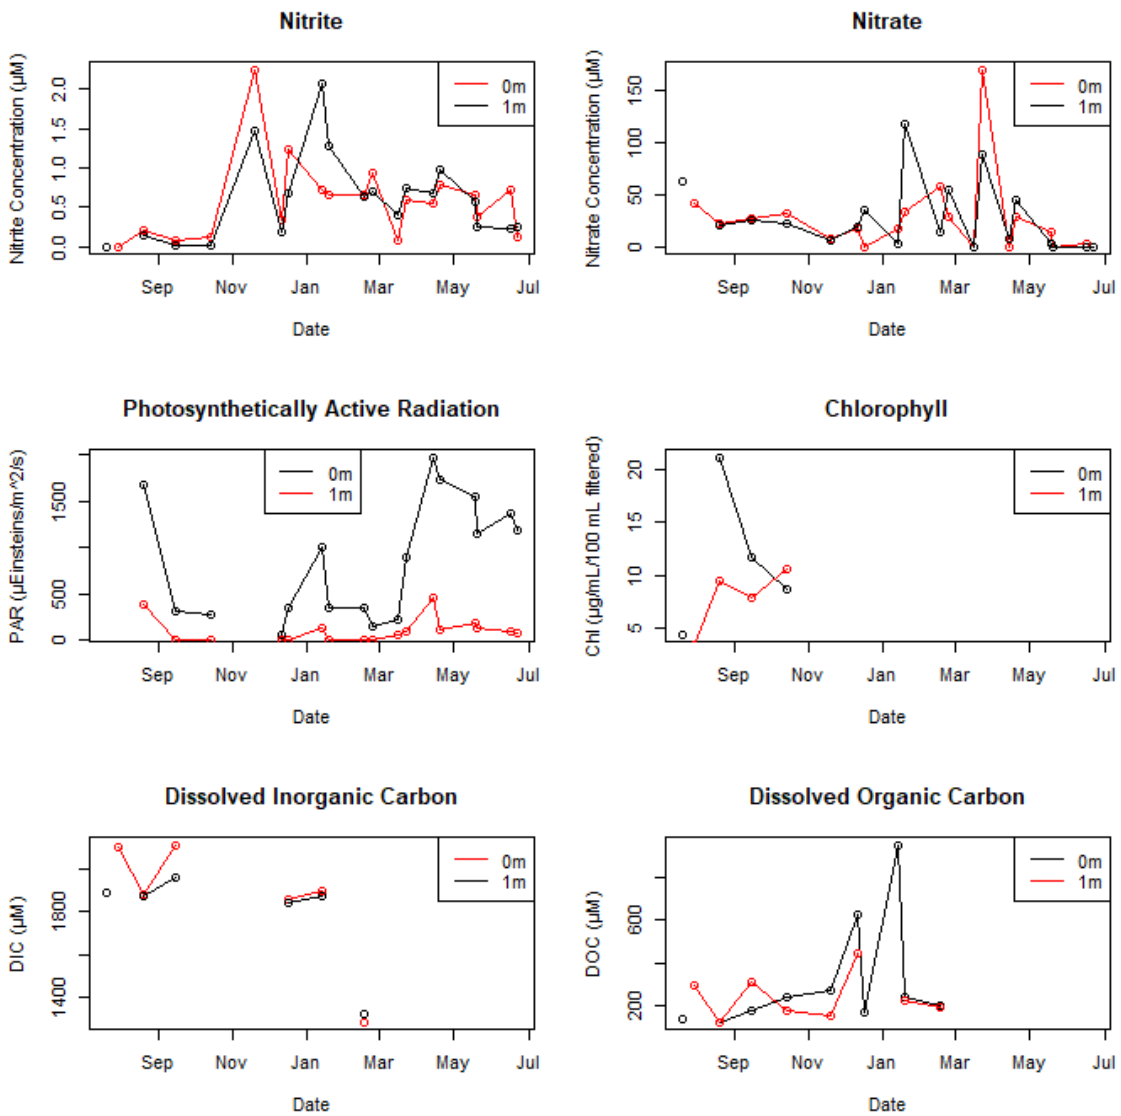 Nitrite
Nitrite Concentration (µM)
0.0 0.5 1.0 1.5 2.0
0m
1m
Sep Nov Jan Mar May Jul
Date
Nitrate
Nitrate Concentration (µM)
0 50 100 150
0m
1m
Sep Nov Jan Mar May Jul
Date
Photosynthetically Active Radiation
PAR (µEinsteins/m^2/s)
0 500 1500
0m
1m
Sep Nov Jan Mar May Jul
Date
Chlorophyll
Chl (µg/mL/100 mL filtered)
5 10 15 20
0m
1m
Sep Nov Jan Mar May Jul
Date
Dissolved Inorganic Carbon
DIC (µM)
1400 1800
0m
1m
Sep Nov Jan Mar May Jul
Date
Dissolved Organic Carbon
DOC (µM)
200 600
0m
1m
Sep Nov Jan Mar May Jul
Date